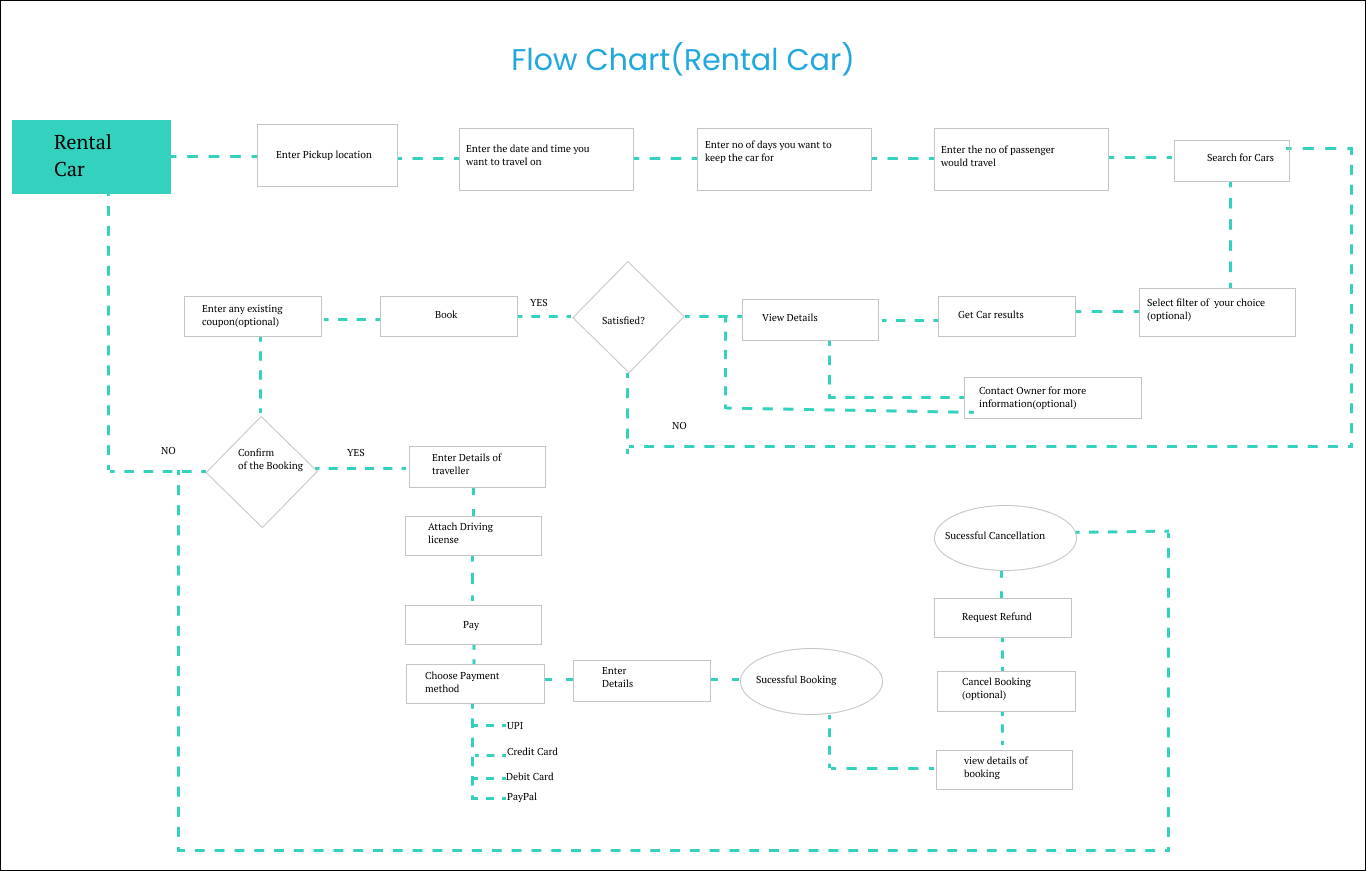 Flow Chart(Rental Car)
Rental
Car
Enter Pickup location
Enter the date and time you
want to travel on
Enter no of days you want to
keep the car for
Enter the no of passenger
would travel
Search for Cars
Enter any existing
coupon(optional)
Book
YES
Satisfied?
View Details
Get Car results
Select filter of  your choice
(optional)
Contact Owner for more
information(optional)
NO
NO
Confirm
of the Booking
YES
Enter Details of
traveller
Attach Driving
license
Pay
Choose Payment
method
UPI
Credit Card
Debit Card
PayPal
Enter
Details
Sucessful Booking
Sucessful Cancellation
Request Refund
Cancel Booking
(optional)
view details of
booking